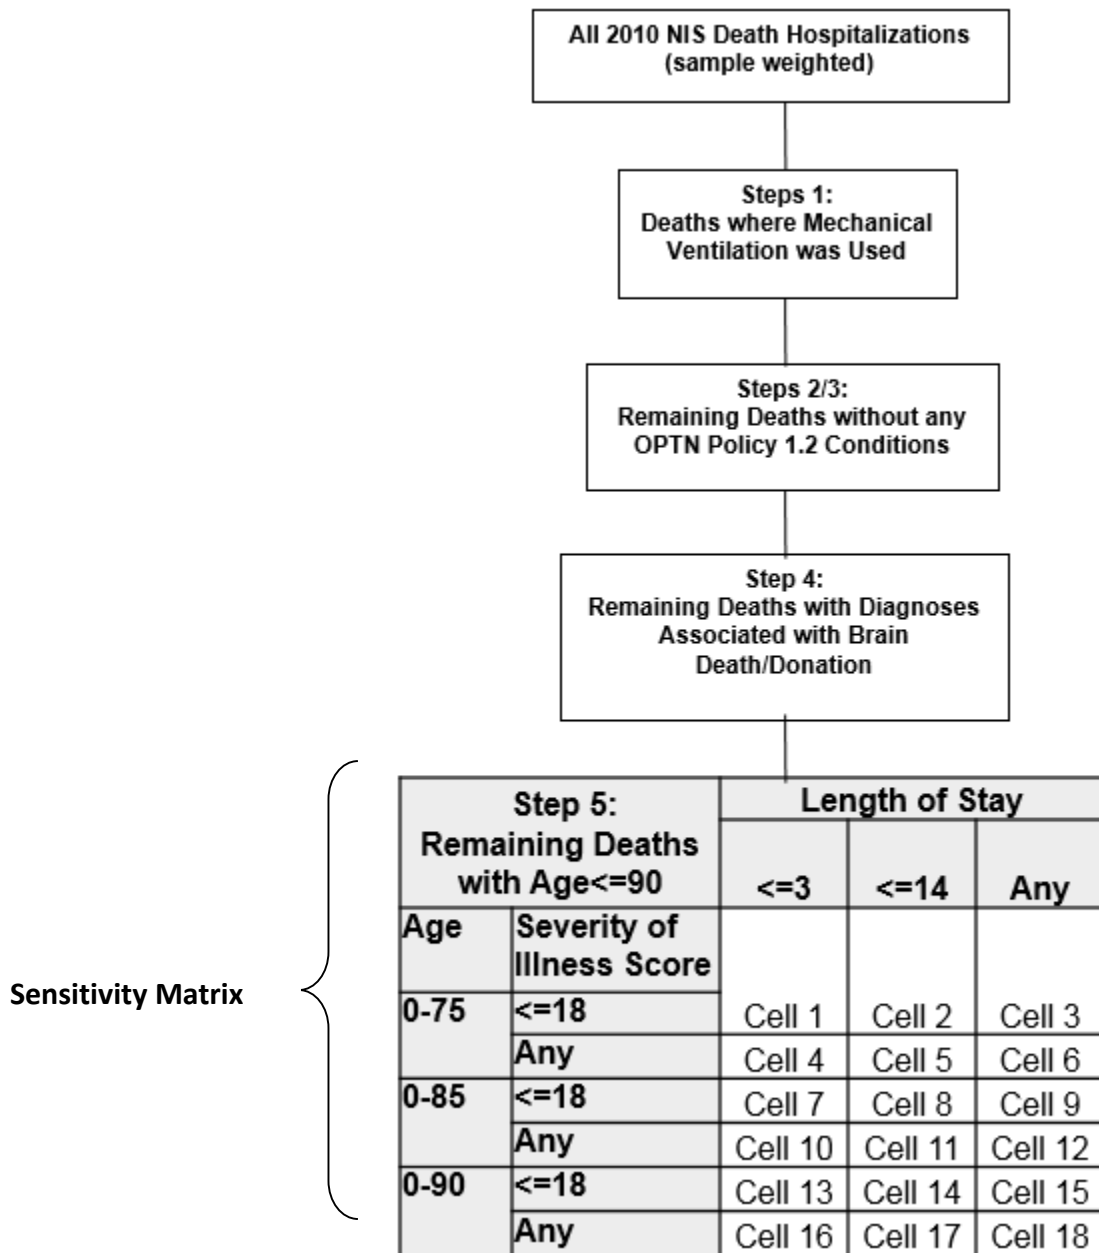 All 2010 NIS Death Hospitalizations
(sample weighted)
Steps 1:
Deaths where Mechanical
Ventilation was Used
Steps 2/3:
Remaining Deaths without any
OPTN Policy 1.2 Conditions
Step 4:
Remaining Deaths with Diagnoses
Associated with Brain
Death/Donation
Sensitivity Matrix
Step 5:
Remaining Deaths
with Age<=90
Length of Stay
<=3 <=14 Any
Age Severity of
Illness Score
0-75 <=18 Cell 1 Cell 2 Cell 3
Any Cell 4 Cell 5 Cell 6
0-85 <=18 Cell 7 Cell 8 Cell 9
Any Cell 10 Cell 11 Cell 12
0-90 <=18 Cell 13 Cell 14 Cell 15
Any Cell 16 Cell 17 Cell 18